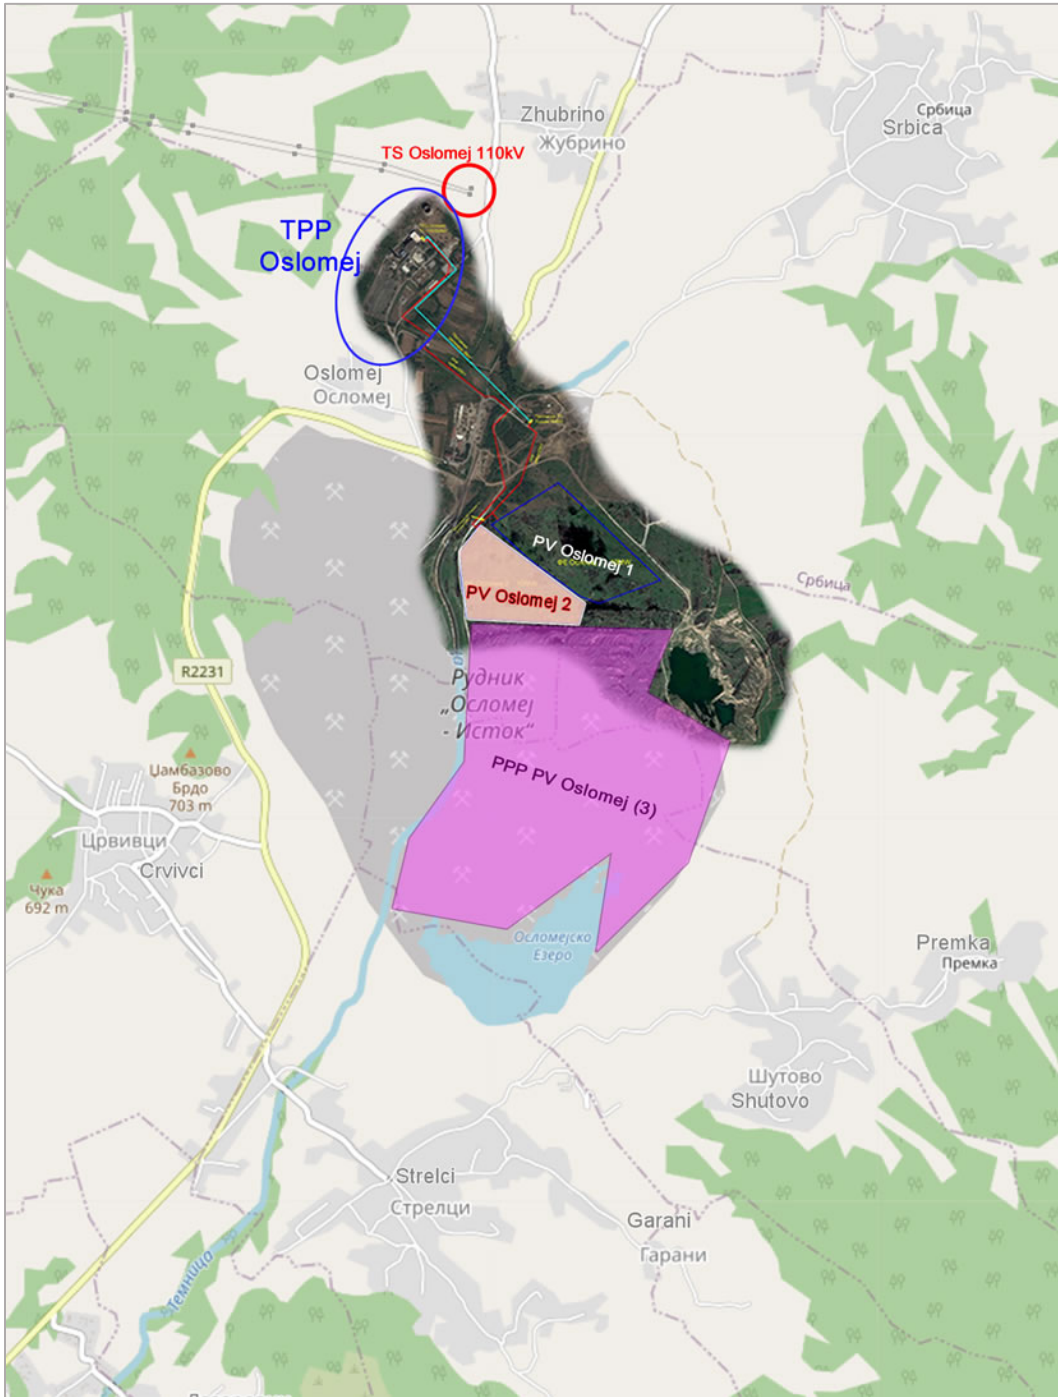 Србица
Srbica
Zhubrino
Жубрино
TS Oslomej 110kV
TPP
Oslomej
Oslomej
Осломеј
PV Oslomej 1
PV Oslomej 2
Србица
R2231
Рудник
„Осломеј
- Исток“
PPP PV Oslomej (3)
Џамбазово
Брдо
703 m
Црвивци
Crvivci
Чука
692 m
Осломејско
Езеро
Premka
Премка
Шутово
Shutovo
Strelci
Стрелци
Garani
Гарани
Темница